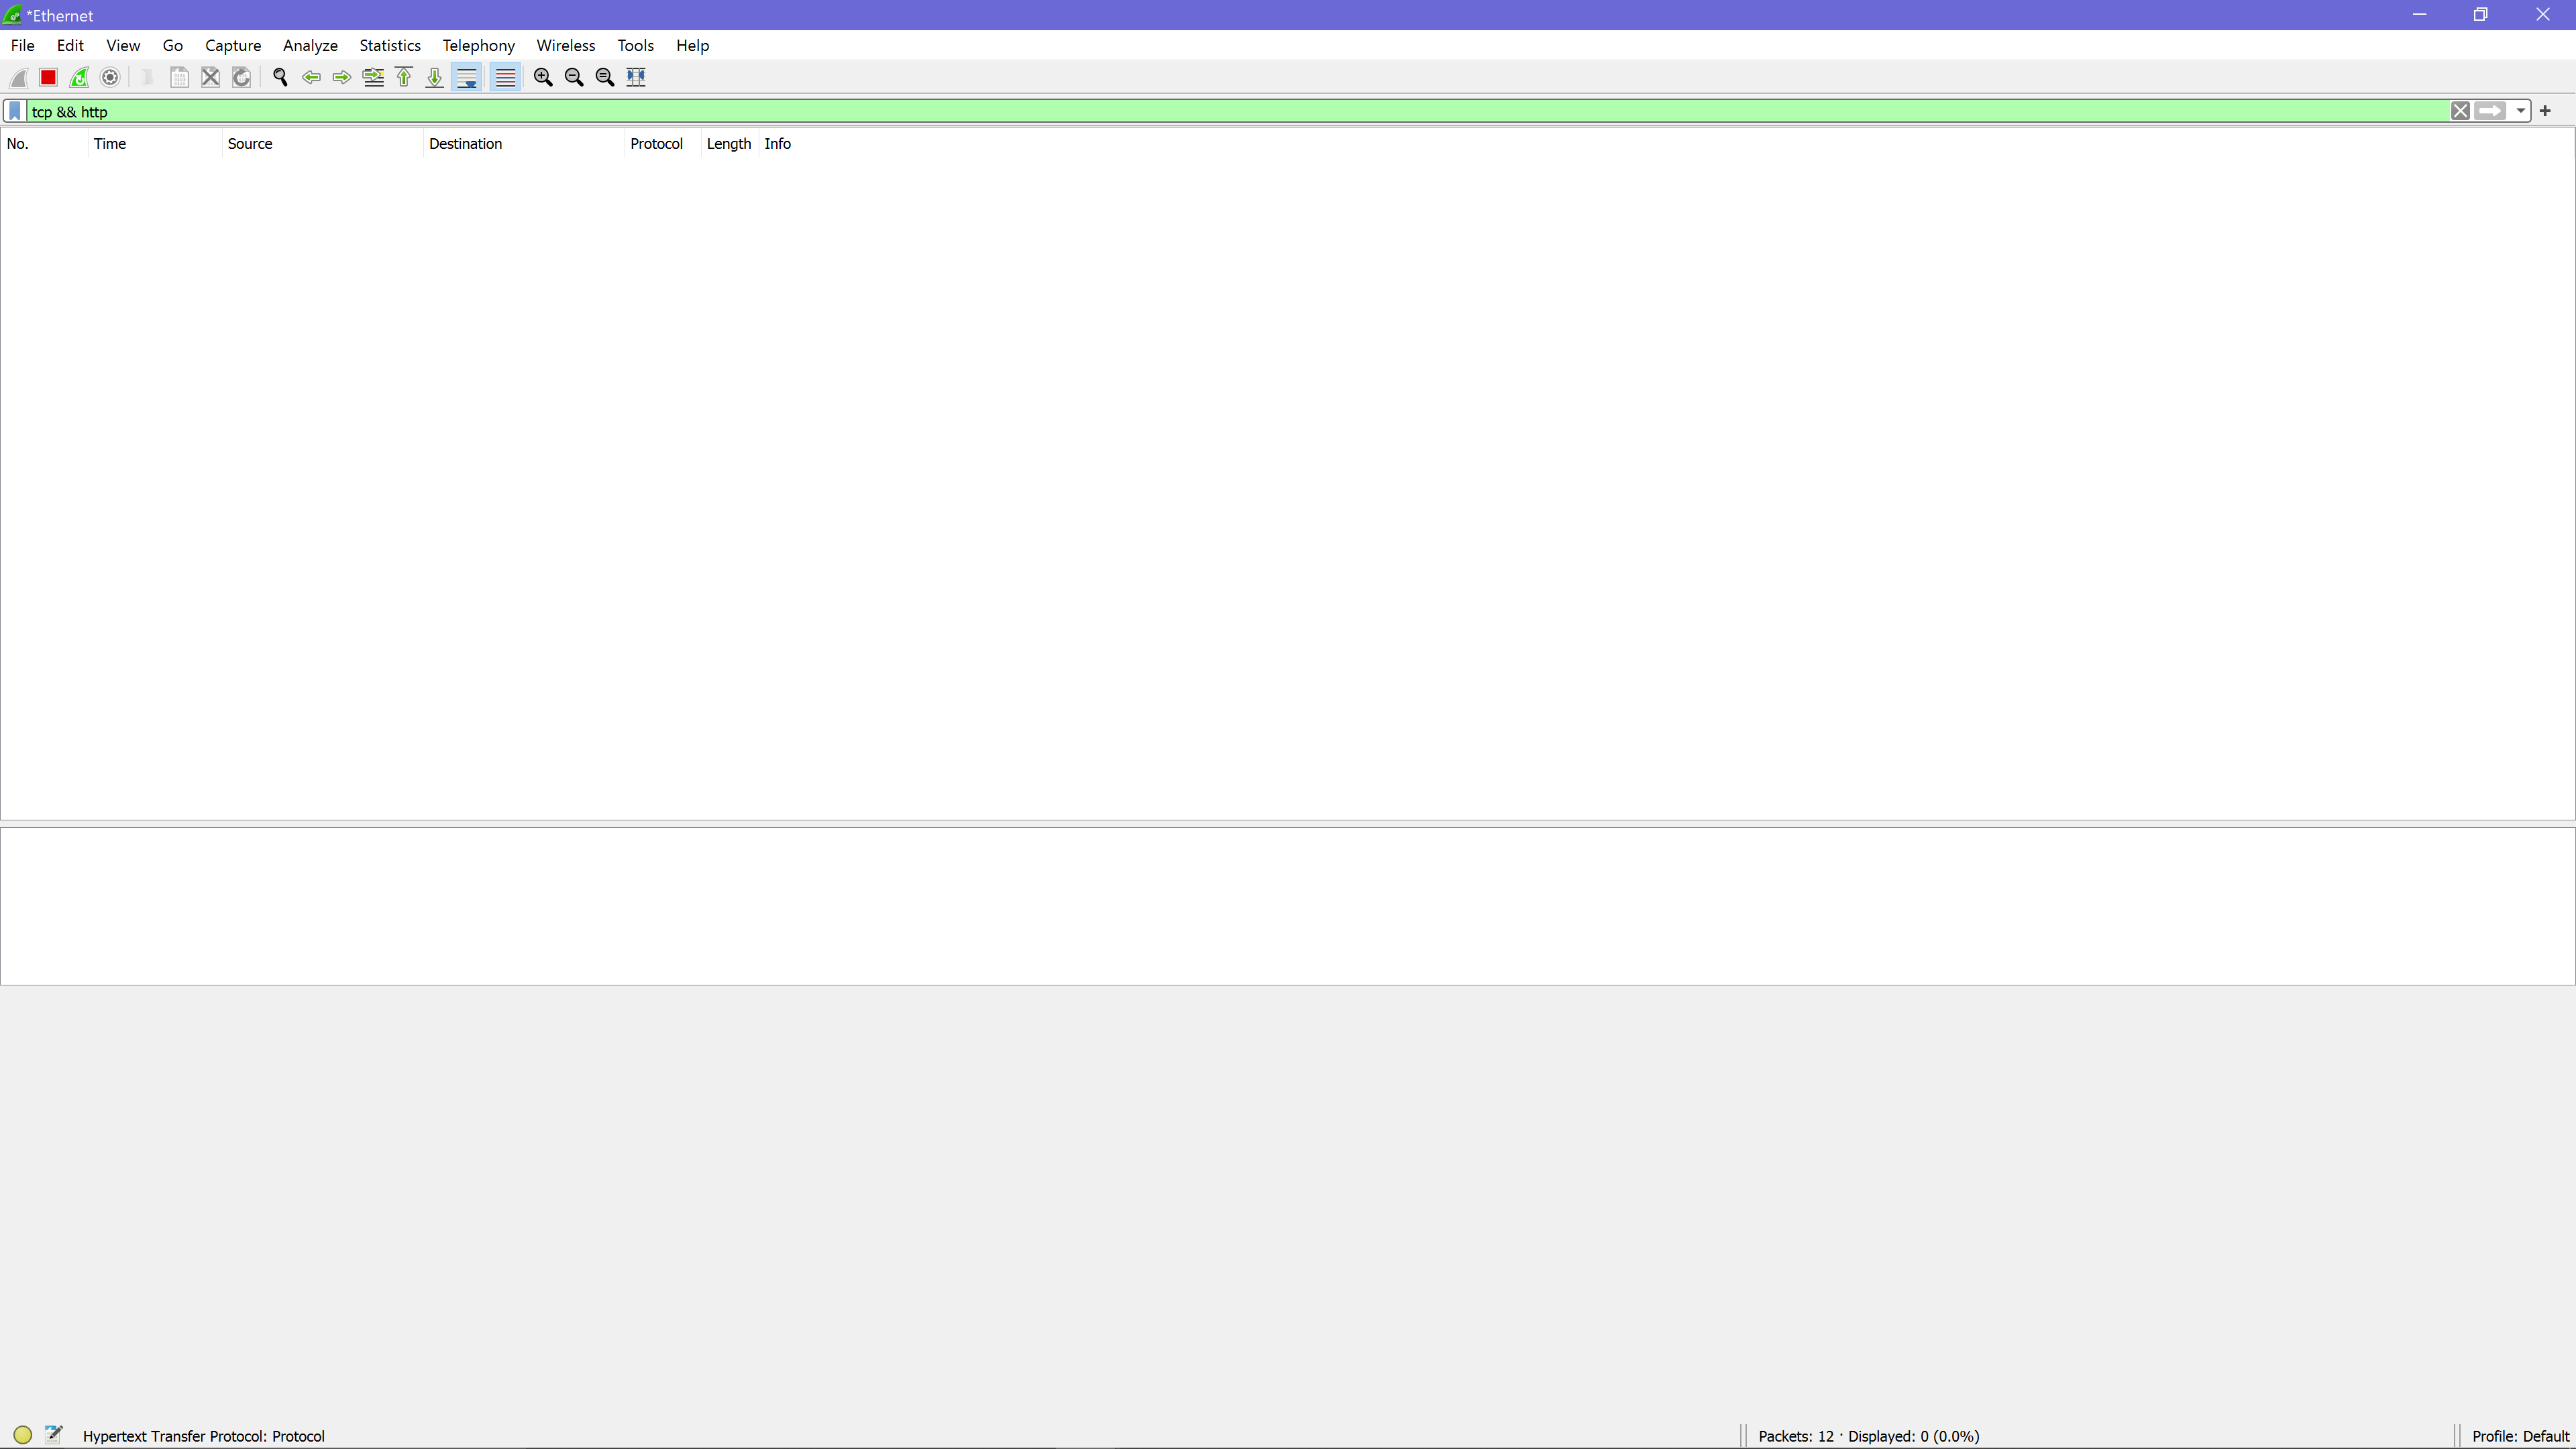 *Ethernet
File Edit View Go Capture Analyze Statistics Telephony Wireless Tools Help
tcp && http
No. Time Source Destination Protocol Length Info
Hypertext Transfer Protocol: Protocol
Packets: 12 · Displayed: 0 (0.0%)
Profile: Default